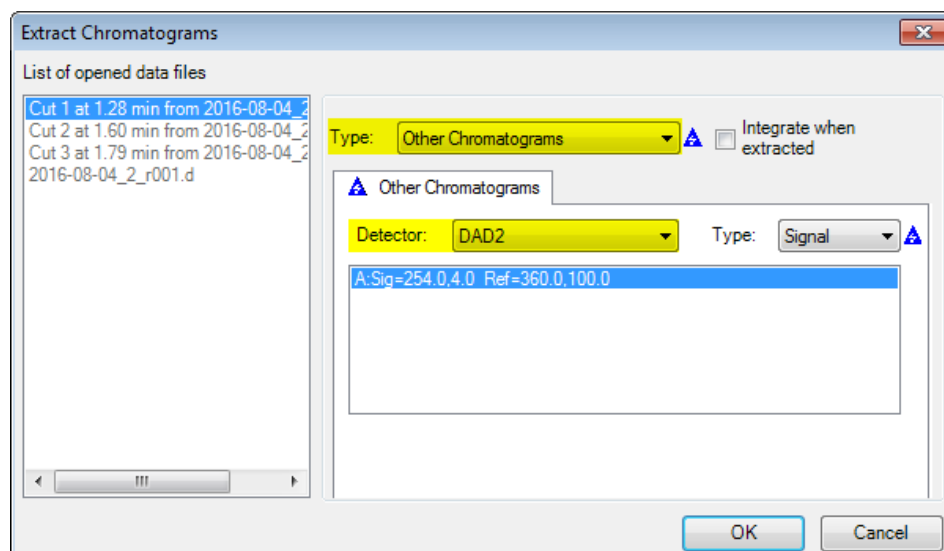 Extract Chromatograms
List of opened data files
Cut 1 at 1.28 min from 2016-08-04_2
Cut 2 at 1.60 min from 2016-08-04_2
Cut 3 at 1.79 min from 2016-08-04_2
2016-08-04_2_r001.d
Type: Other Chromatograms
Integrate when
extracted
Other Chromatograms
Detector: DAD2 Type: Signal
A:Sig=254.0,4.0 Ref=360.0,100.0
OK Cancel